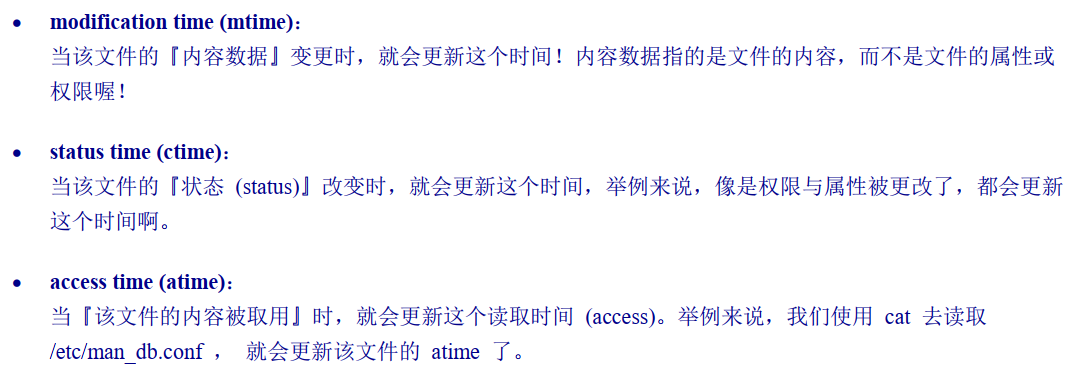 • modification time (mtime)：
当该文件的『内容数据』变更时，就会更新这个时间！内容数据指的是文件的内容，而不是文件的属性或
权限喔！
• status time (ctime)：
当该文件的『状态 (status)』改变时，就会更新这个时间，举例来说，像是权限与属性被更改了，都会更新
这个时间啊。
• access time (atime)：
当『该文件的内容被取用』时，就会更新这个读取时间 (access)。举例来说，我们使用 cat 去读取
/etc/man_db.conf ， 就会更新该文件的 atime 了。